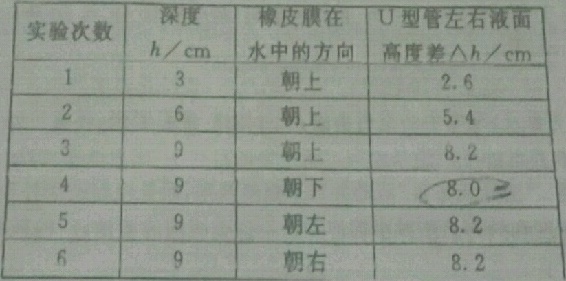 实验次数 深度 h/cm 橡皮膜在水中的方向 U型管左右液面高度差△h/cm
1 3 朝上 2.6
2 6 朝上 5.4
3 9 朝上 8.2
4 9 朝下 8.0
5 9 朝左 8.2
6 9 朝右 8.2